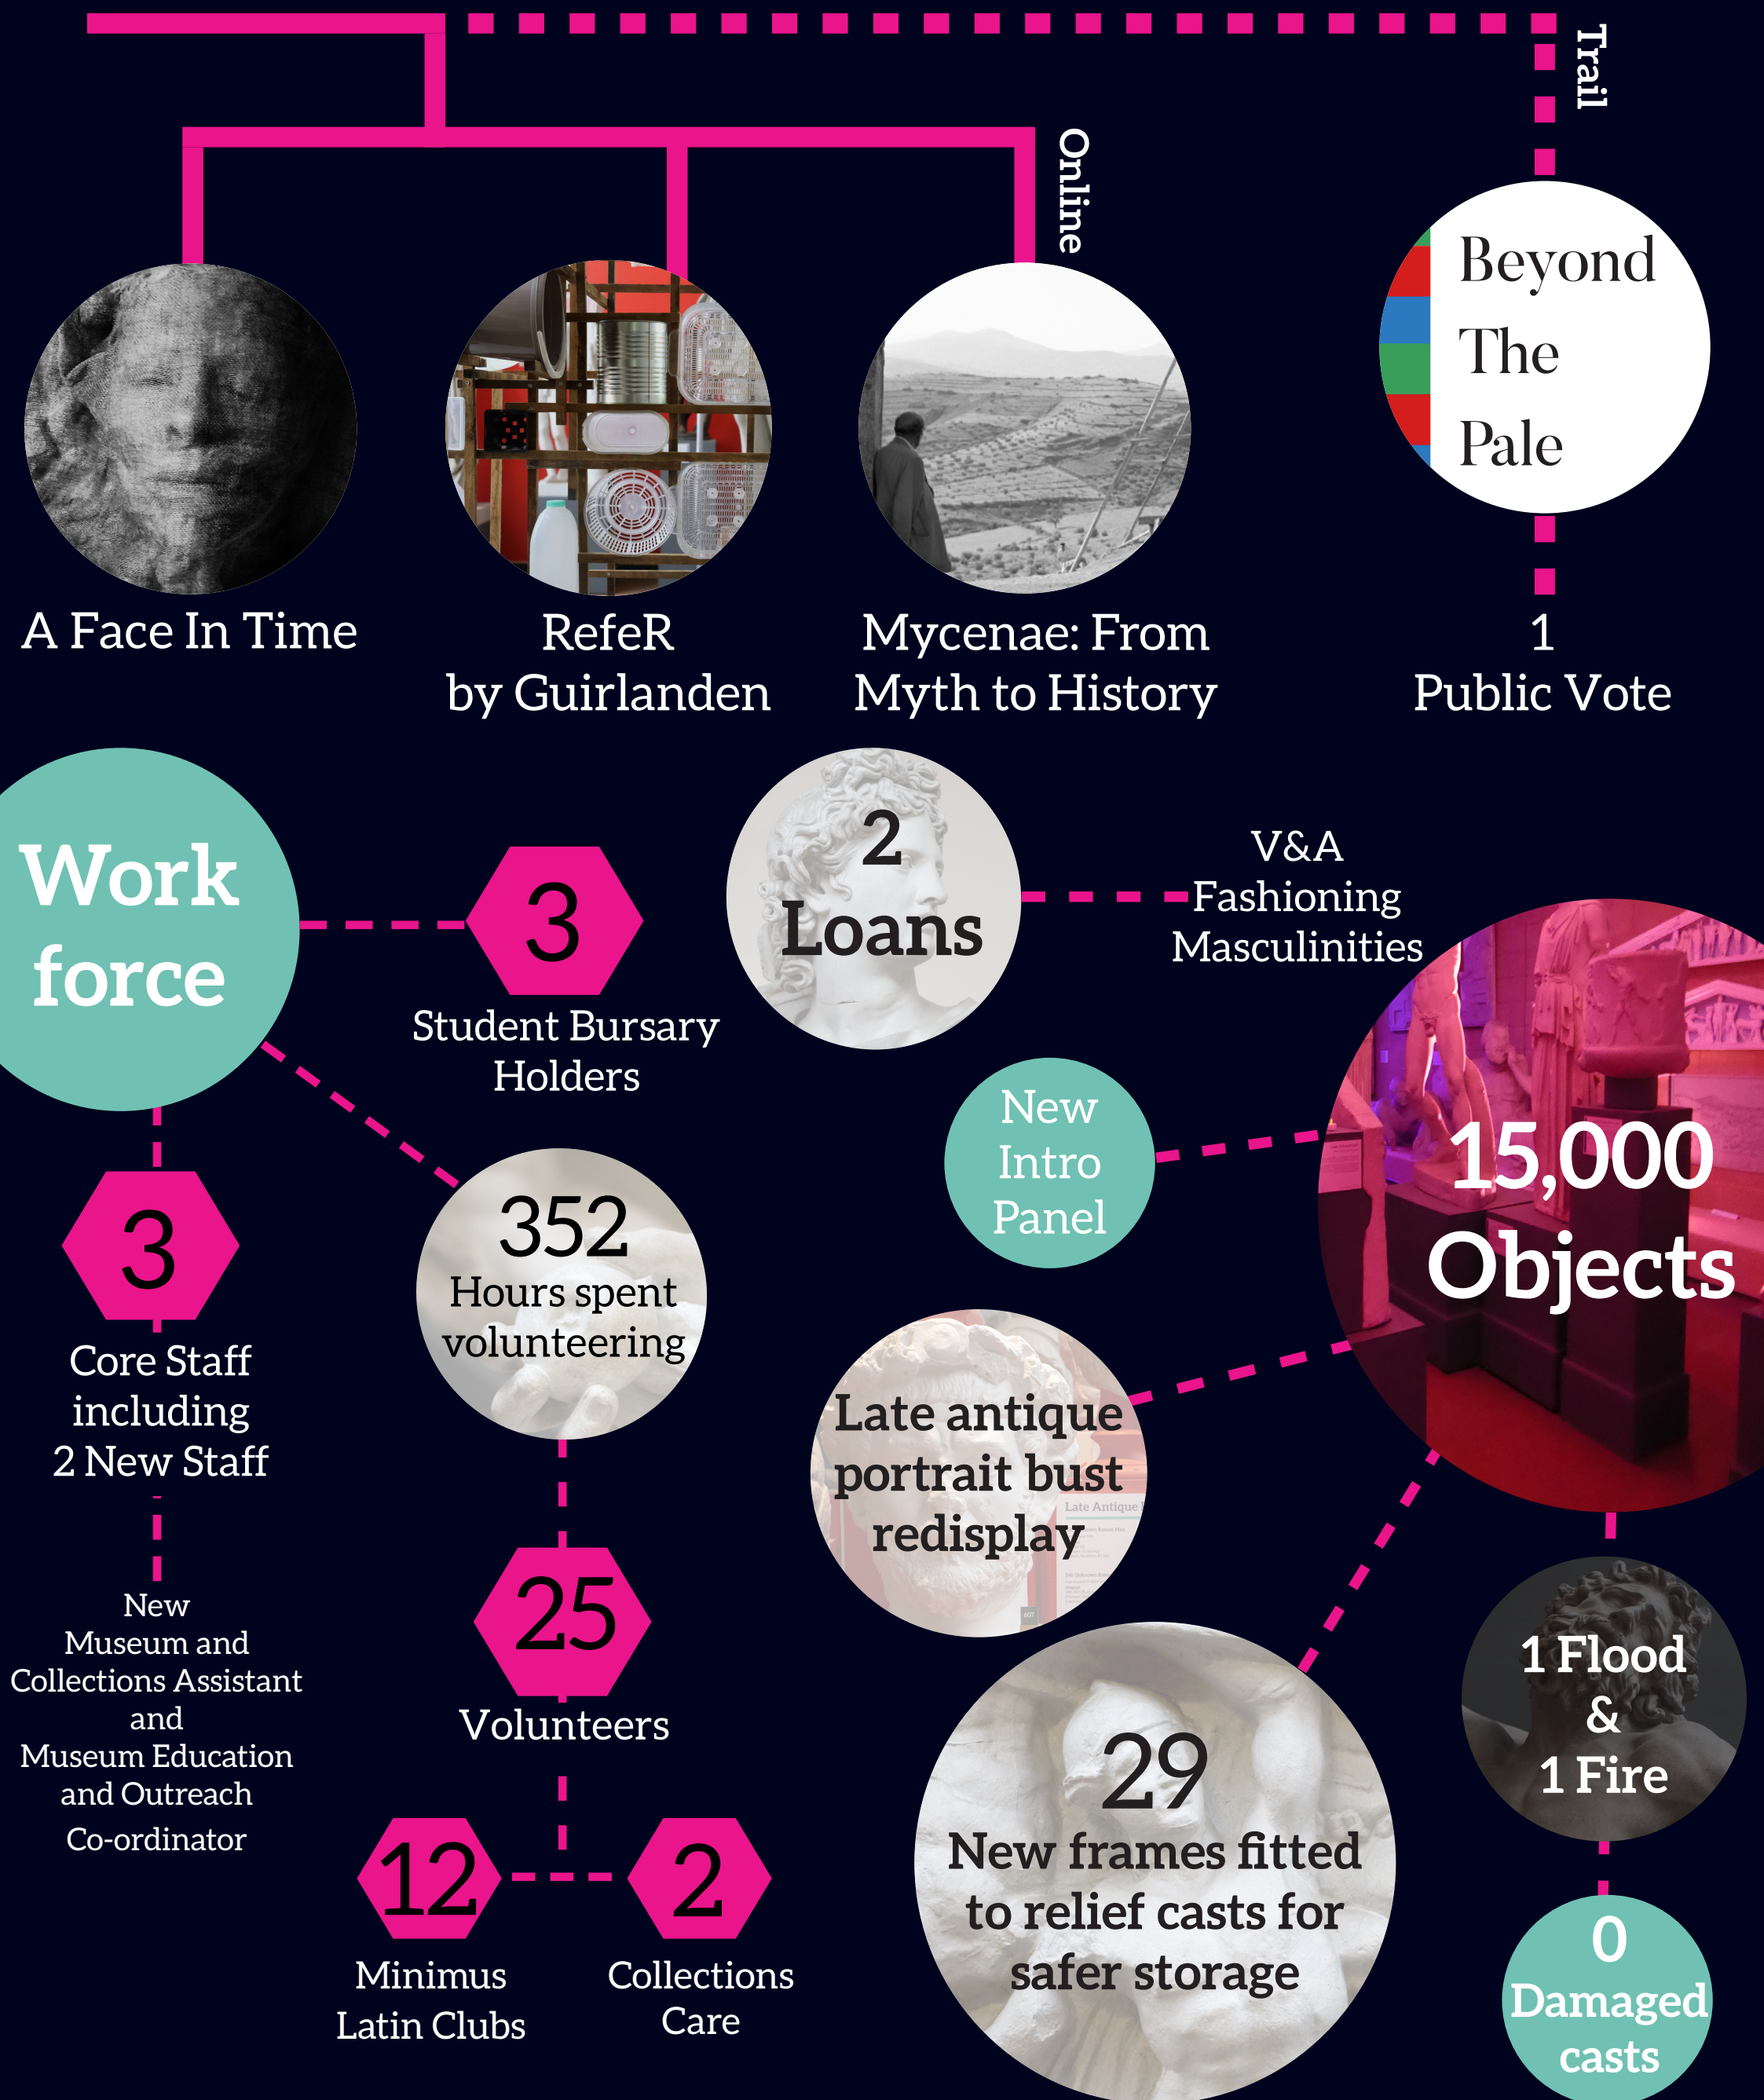 Trail
Online
Beyond
The
Pale
A Face In Time
RefeR
by Guirlanden
Mycenae: From
Myth to History
1
Public Vote
Work
force
3
Student Bursary
Holders
2
Loans
V&A
Fashioning
Masculinities
15,000
Objects
New
Intro
Panel
3
Core Staff
including
2 New Staff
352
Hours spent
volunteering
Late antique
portrait bust
redisplay
Late Antique
607
New
Museum and
Collections Assistant
and
Museum Education
and Outreach
Co-ordinator
25
Volunteers
12
Minimus
Latin Clubs
2
Collections
Care
29
New frames fitted
to relief casts for
safer storage
1 Flood
&
1 Fire
0
Damaged
casts